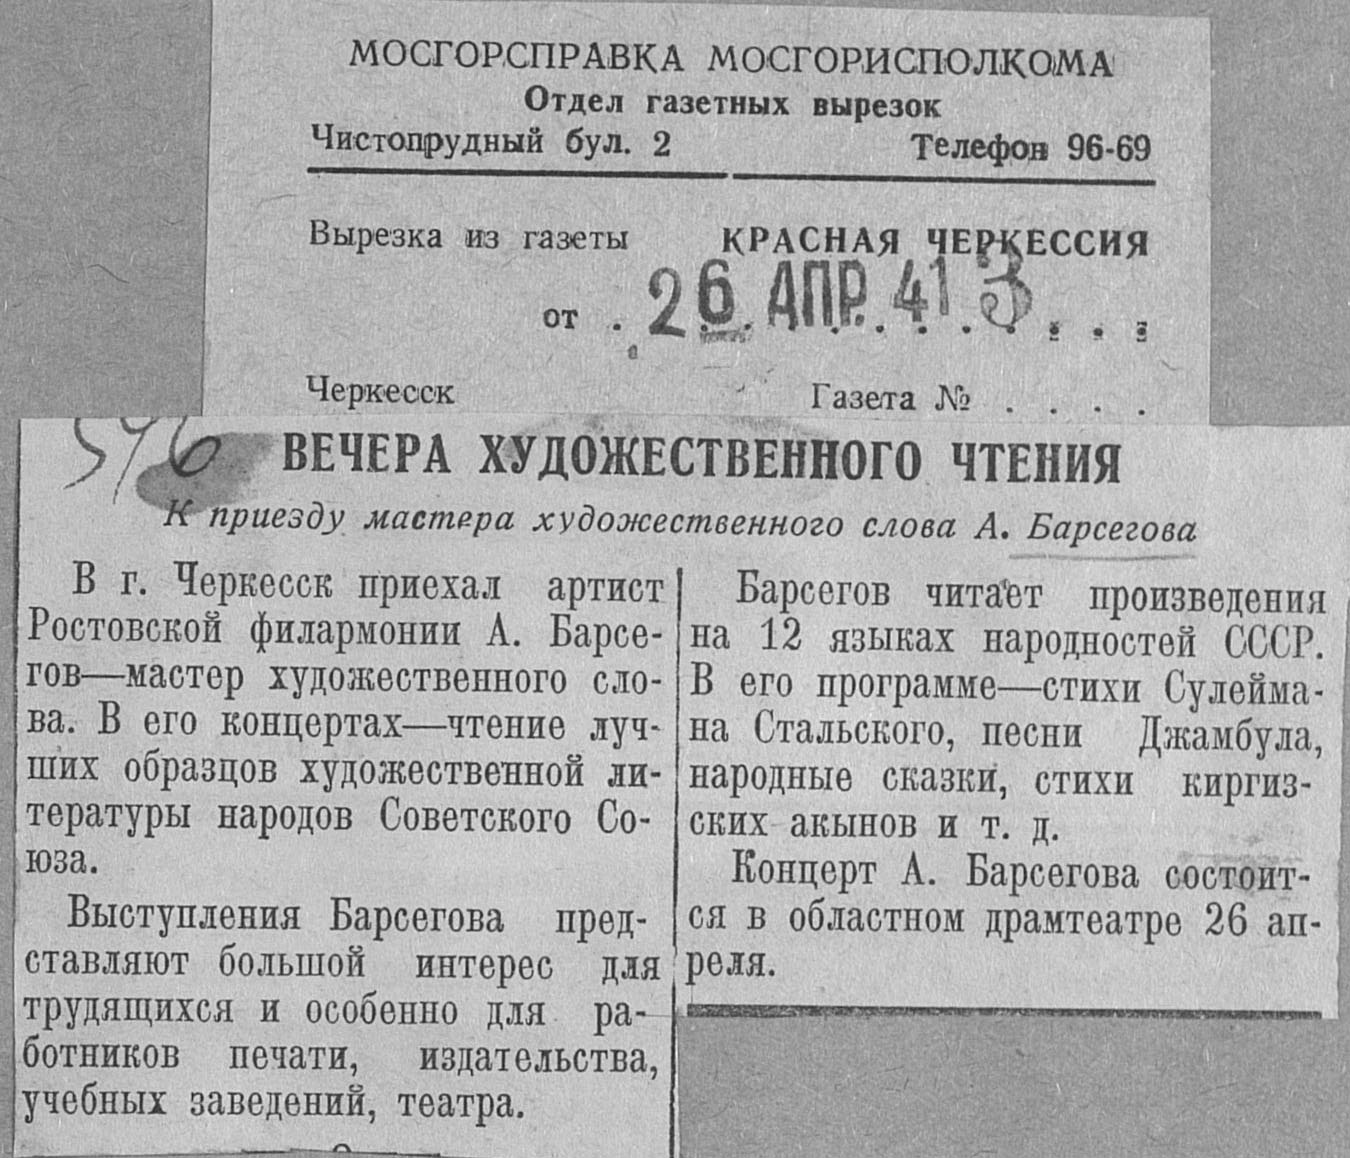 МОСГОРСПРАВКА МОСГОРИСПОЛКОМА
Отдел газетных вырезок
Чистопрудный бул. 2 Телефон 96-69
Вырезка из газеты КРАСНАЯ ЧЕРКЕССИЯ
от . 26 АПР. 41 3 . . .
Черкесск Газета № . . . .
596
ВЕЧЕРА ХУДОЖЕСТВЕННОГО ЧТЕНИЯ
К приезду мастера художественного слова А. Барсегова
В г. Черкесск приехал артист
Ростовской филармонии А. Барсе-
гов—мастер художественного сло-
ва. В его концертах—чтение луч-
ших образцов художественной ли-
тературы народов Советского Со-
юза.
Выступления Барсегова пред-
ставляют большой интерес для
трудящихся и особенно для ра-
ботников печати, издательства,
учебных заведений, театра.
Барсегов читает произведения
на 12 языках народностей СССР.
В его программе—стихи Сулейма-
на Стальского, песни Джамбула,
народные сказки, стихи киргиз-
ских акынов и т. д.
Концерт А. Барсегова состоит-
ся в областном драмтеатре 26 ап-
реля.